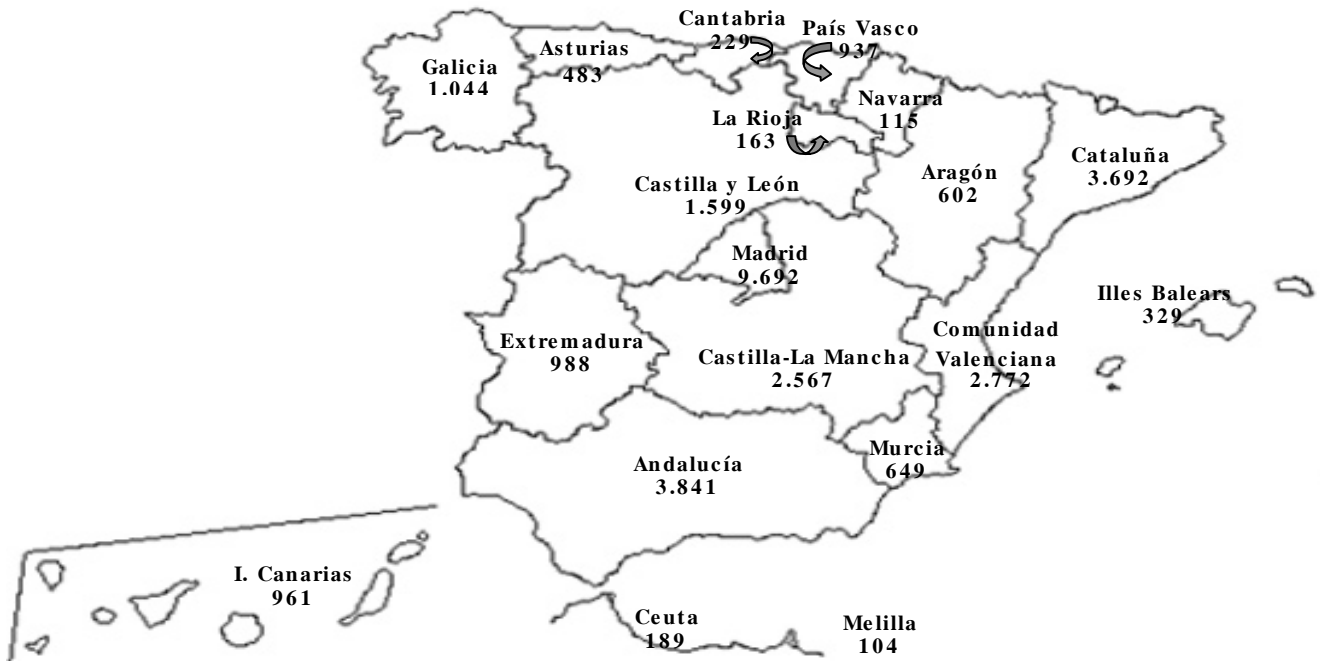 Cantabria
229
País Vasco
937
Asturias
483
Galicia
1.044
Navarra
115
La Rioja
163
Cataluña
3.692
Aragón
602
Castilla y León
1.599
Madrid
9.692
Illes Balears
329
Comunidad
Valenciana
2.772
Extremadura
988
Castilla-La Mancha
2.567
Murcia
649
Andalucía
3.841
I. Canarias
961
Ceuta
189
Melilla
104